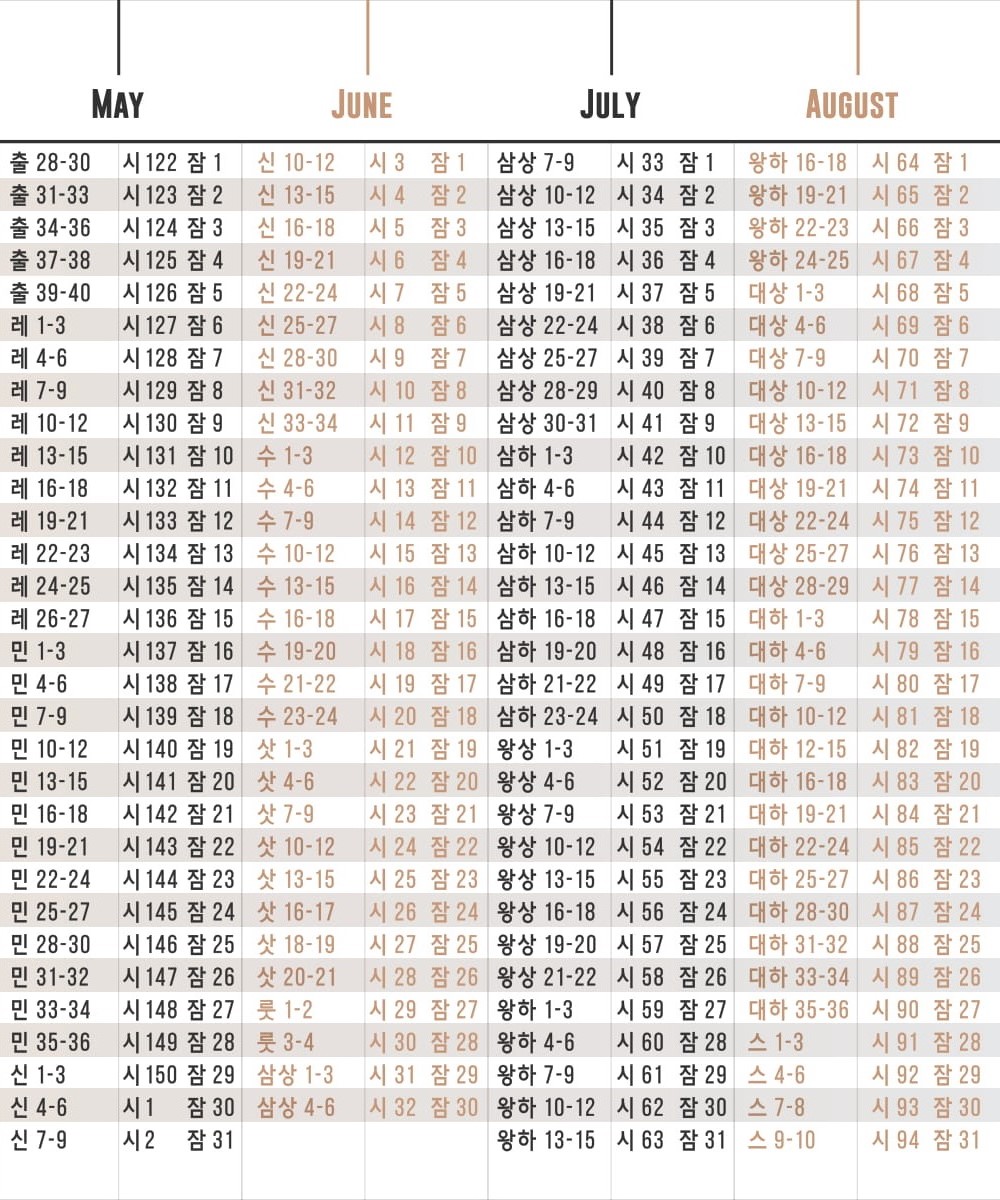 MAY JUNE JULY AUGUST
출 28-30 시 122 잠 1 신 10-12 시 3 잠 1 삼상 7-9 시 33 잠 1 왕하 16-18 시 64 잠 1
출 31-33 시 123 잠 2 신 13-15 시 4 잠 2 삼상 10-12 시 34 잠 2 왕하 19-21 시 65 잠 2
출 34-36 시 124 잠 3 신 16-18 시 5 잠 3 삼상 13-15 시 35 잠 3 왕하 22-23 시 66 잠 3
출 37-38 시 125 잠 4 신 19-21 시 6 잠 4 삼상 16-18 시 36 잠 4 왕하 24-25 시 67 잠 4
출 39-40 시 126 잠 5 신 22-24 시 7 잠 5 삼상 19-21 시 37 잠 5 대상 1-3 시 68 잠 5
레 1-3 시 127 잠 6 신 25-27 시 8 잠 6 삼상 22-24 시 38 잠 6 대상 4-6 시 69 잠 6
레 4-6 시 128 잠 7 신 28-30 시 9 잠 7 삼상 25-27 시 39 잠 7 대상 7-9 시 70 잠 7
레 7-9 시 129 잠 8 신 31-32 시 10 잠 8 삼상 28-29 시 40 잠 8 대상 10-12 시 71 잠 8
레 10-12 시 130 잠 9 신 33-34 시 11 잠 9 삼상 30-31 시 41 잠 9 대상 13-15 시 72 잠 9
레 13-15 시 131 잠 10 수 1-3 시 12 잠 10 삼하 1-3 시 42 잠 10 대상 16-18 시 73 잠 10
레 16-18 시 132 잠 11 수 4-6 시 13 잠 11 삼하 4-6 시 43 잠 11 대상 19-21 시 74 잠 11
레 19-21 시 133 잠 12 수 7-9 시 14 잠 12 삼하 7-9 시 44 잠 12 대상 22-24 시 75 잠 12
레 22-23 시 134 잠 13 수 10-12 시 15 잠 13 삼하 10-12 시 45 잠 13 대상 25-27 시 76 잠 13
레 24-25 시 135 잠 14 수 13-15 시 16 잠 14 삼하 13-15 시 46 잠 14 대상 28-29 시 77 잠 14
레 26-27 시 136 잠 15 수 16-18 시 17 잠 15 삼하 16-18 시 47 잠 15 대하 1-3 시 78 잠 15
민 1-3 시 137 잠 16 수 19-20 시 18 잠 16 삼하 19-20 시 48 잠 16 대하 4-6 시 79 잠 16
민 4-6 시 138 잠 17 수 21-22 시 19 잠 17 삼하 21-22 시 49 잠 17 대하 7-9 시 80 잠 17
민 7-9 시 139 잠 18 수 23-24 시 20 잠 18 삼하 23-24 시 50 잠 18 대하 10-12 시 81 잠 18
민 10-12 시 140 잠 19 삿 1-3 시 21 잠 19 왕상 1-3 시 51 잠 19 대하 12-15 시 82 잠 19
민 13-15 시 141 잠 20 삿 4-6 시 22 잠 20 왕상 4-6 시 52 잠 20 대하 16-18 시 83 잠 20
민 16-18 시 142 잠 21 삿 7-9 시 23 잠 21 왕상 7-9 시 53 잠 21 대하 19-21 시 84 잠 21
민 19-21 시 143 잠 22 삿 10-12 시 24 잠 22 왕상 10-12 시 54 잠 22 대하 22-24 시 85 잠 22
민 22-24 시 144 잠 23 삿 13-15 시 25 잠 23 왕상 13-15 시 55 잠 23 대하 25-27 시 86 잠 23
민 25-27 시 145 잠 24 삿 16-17 시 26 잠 24 왕상 16-18 시 56 잠 24 대하 28-30 시 87 잠 24
민 28-30 시 146 잠 25 삿 18-19 시 27 잠 25 왕상 19-20 시 57 잠 25 대하 31-32 시 88 잠 25
민 31-32 시 147 잠 26 삿 20-21 시 28 잠 26 왕상 21-22 시 58 잠 26 대하 33-34 시 89 잠 26
민 33-34 시 148 잠 27 룻 1-2 시 29 잠 27 왕하 1-3 시 59 잠 27 대하 35-36 시 90 잠 27
민 35-36 시 149 잠 28 룻 3-4 시 30 잠 28 왕하 4-6 시 60 잠 28 스 1-3 시 91 잠 28
신 1-3 시 150 잠 29 삼상 1-3 시 31 잠 29 왕하 7-9 시 61 잠 29 스 4-6 시 92 잠 29
신 4-6 시 1 잠 30 삼상 4-6 시 32 잠 30 왕하 10-12 시 62 잠 30 스 7-8 시 93 잠 30
신 7-9 시 2 잠 31 왕하 13-15 시 63 잠 31 스 9-10 시 94 잠 31